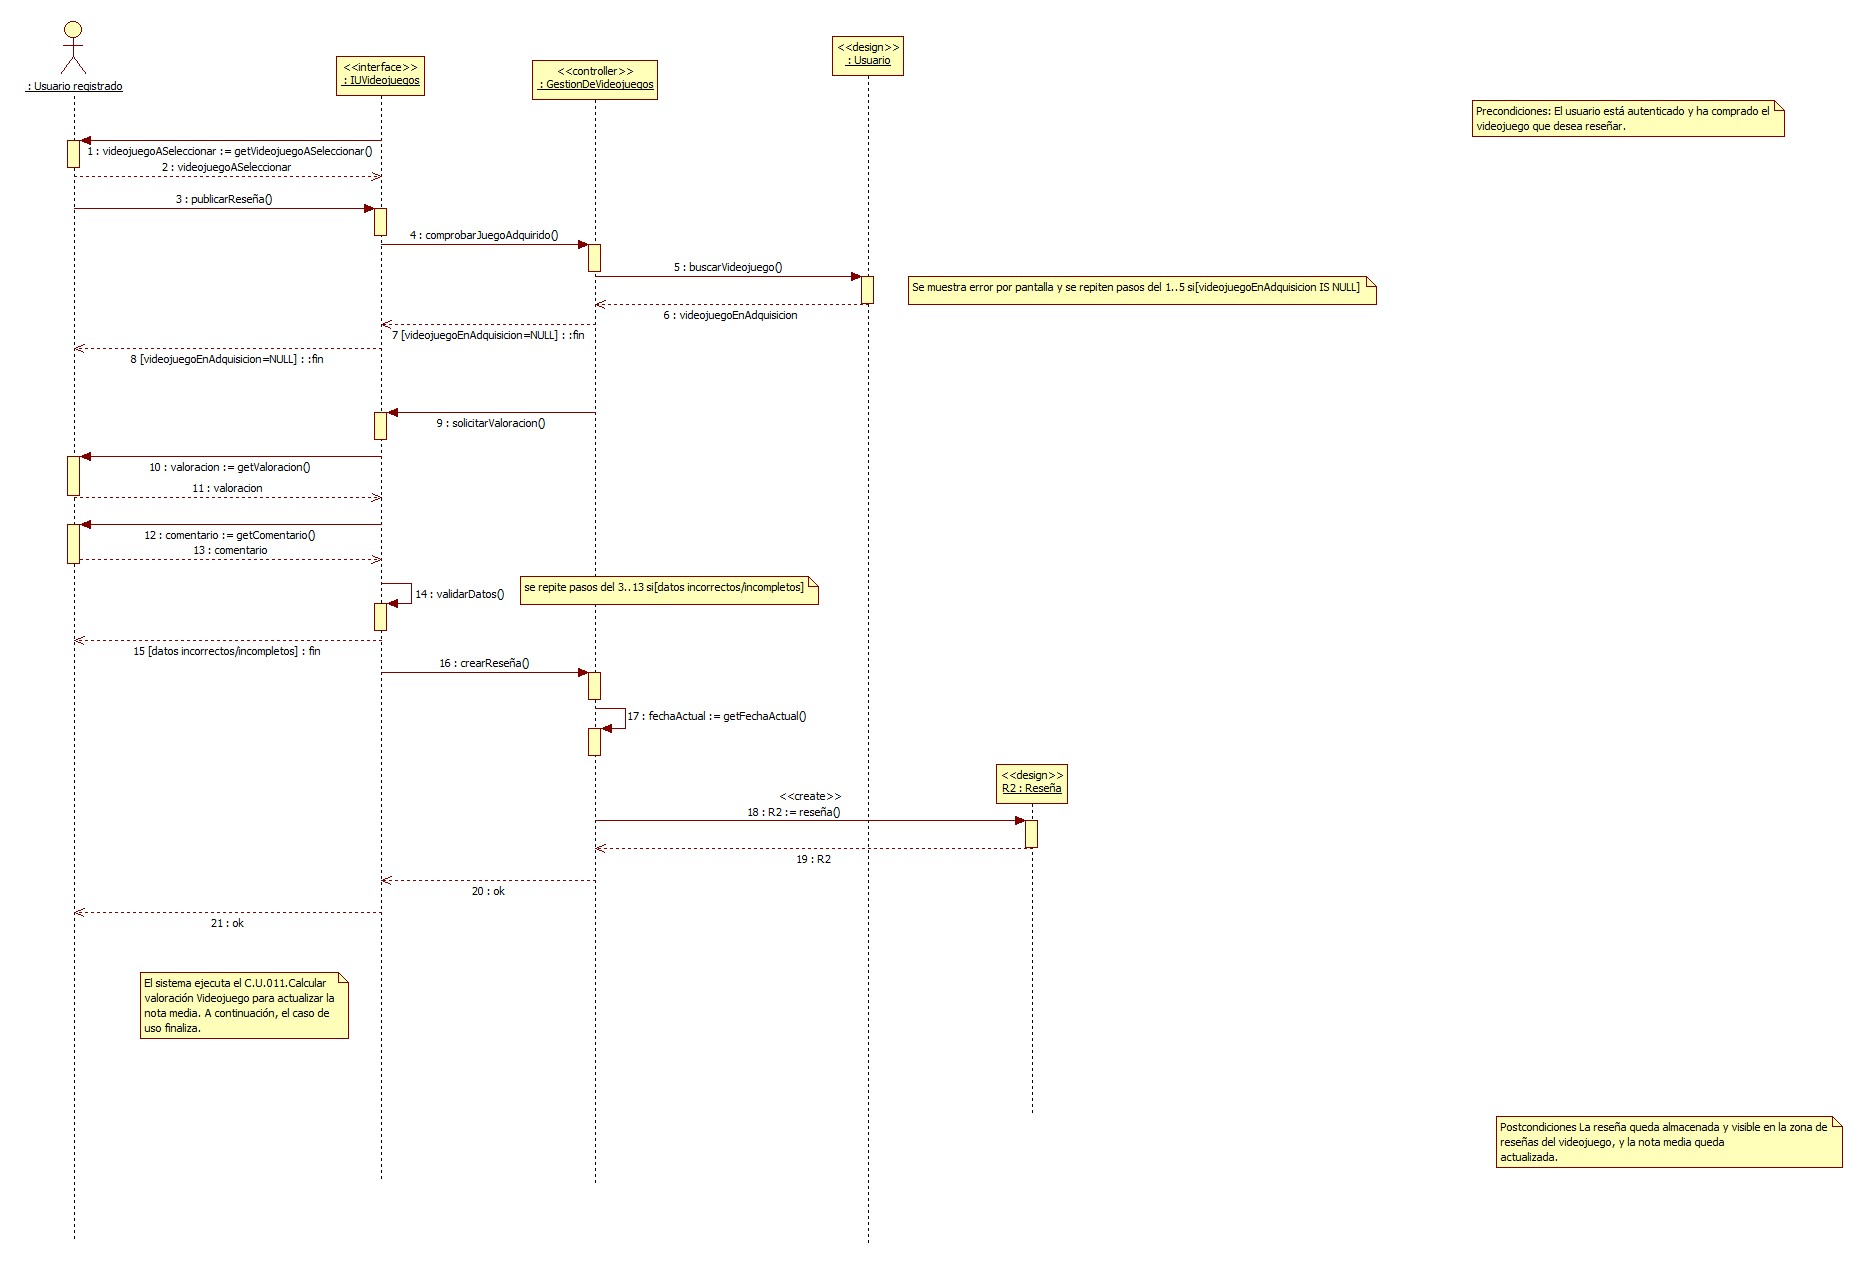 <<design>>
: Usuario
<<interface>>
: IUVideojuegos
<<controller>>
: GestionDeVideojuegos
: Usuario registrado
Precondiciones: El usuario está autenticado y ha comprado el
videojuego que desea reseñar.
1 : videojuegoASeleccionar := getVideojuegoASeleccionar()
2 : videojuegoASeleccionar
3 : publicarReseña()
4 : comprobarJuegoAdquirido()
5 : buscarVideojuego()
Se muestra error por pantalla y se repiten pasos del 1..5 si[videojuegoEnAdquisicion IS NULL]
6 : videojuegoEnAdquisicion
7 [videojuegoEnAdquisicion=NULL] : :fin
8 [videojuegoEnAdquisicion=NULL] : :fin
9 : solicitarValoracion()
10 : valoracion := getValoracion()
11 : valoracion
12 : comentario := getComentario()
13 : comentario
14 : validarDatos()
se repite pasos del 3..13 si[datos incorrectos/incompletos]
15 [datos incorrectos/incompletos] : fin
16 : crearReseña()
17 : fechaActual := getFechaActual()
<<design>>
R2 : Reseña
<<create>>
18 : R2 := reseña()
19 : R2
20 : ok
21 : ok
El sistema ejecuta el C.U.011.Calcular
valoración Videojuego para actualizar la
nota media. A continuación, el caso de
uso finaliza.
Postcondiciones La reseña queda almacenada y visible en la zona de
reseñas del videojuego, y la nota media queda
actualizada.